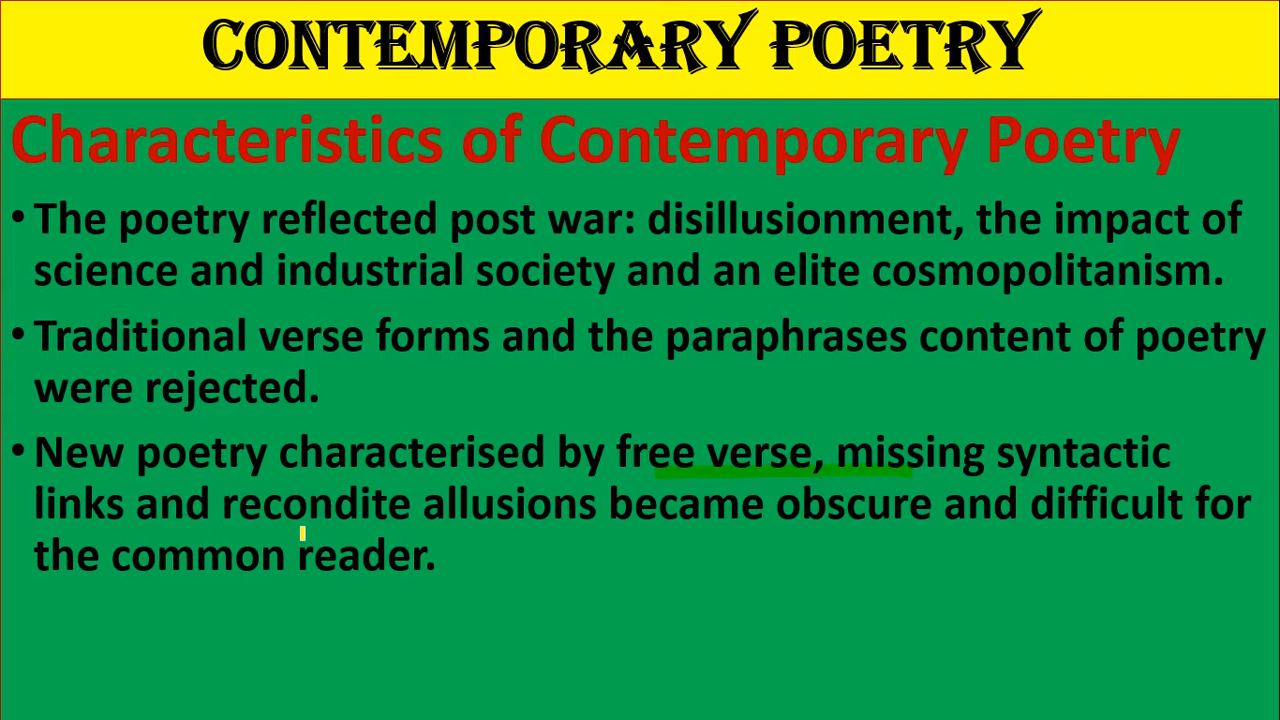 CONTEMPORARY POETRY
Characteristics of Contemporary Poetry
• The poetry reflected post war: disillusionment, the impact of
science and industrial society and an elite cosmopolitanism.
• Traditional verse forms and the paraphrases content of poetry
were rejected.
• New poetry characterised by free verse, missing syntactic
links and recondite allusions became obscure and difficult for
the common reader.